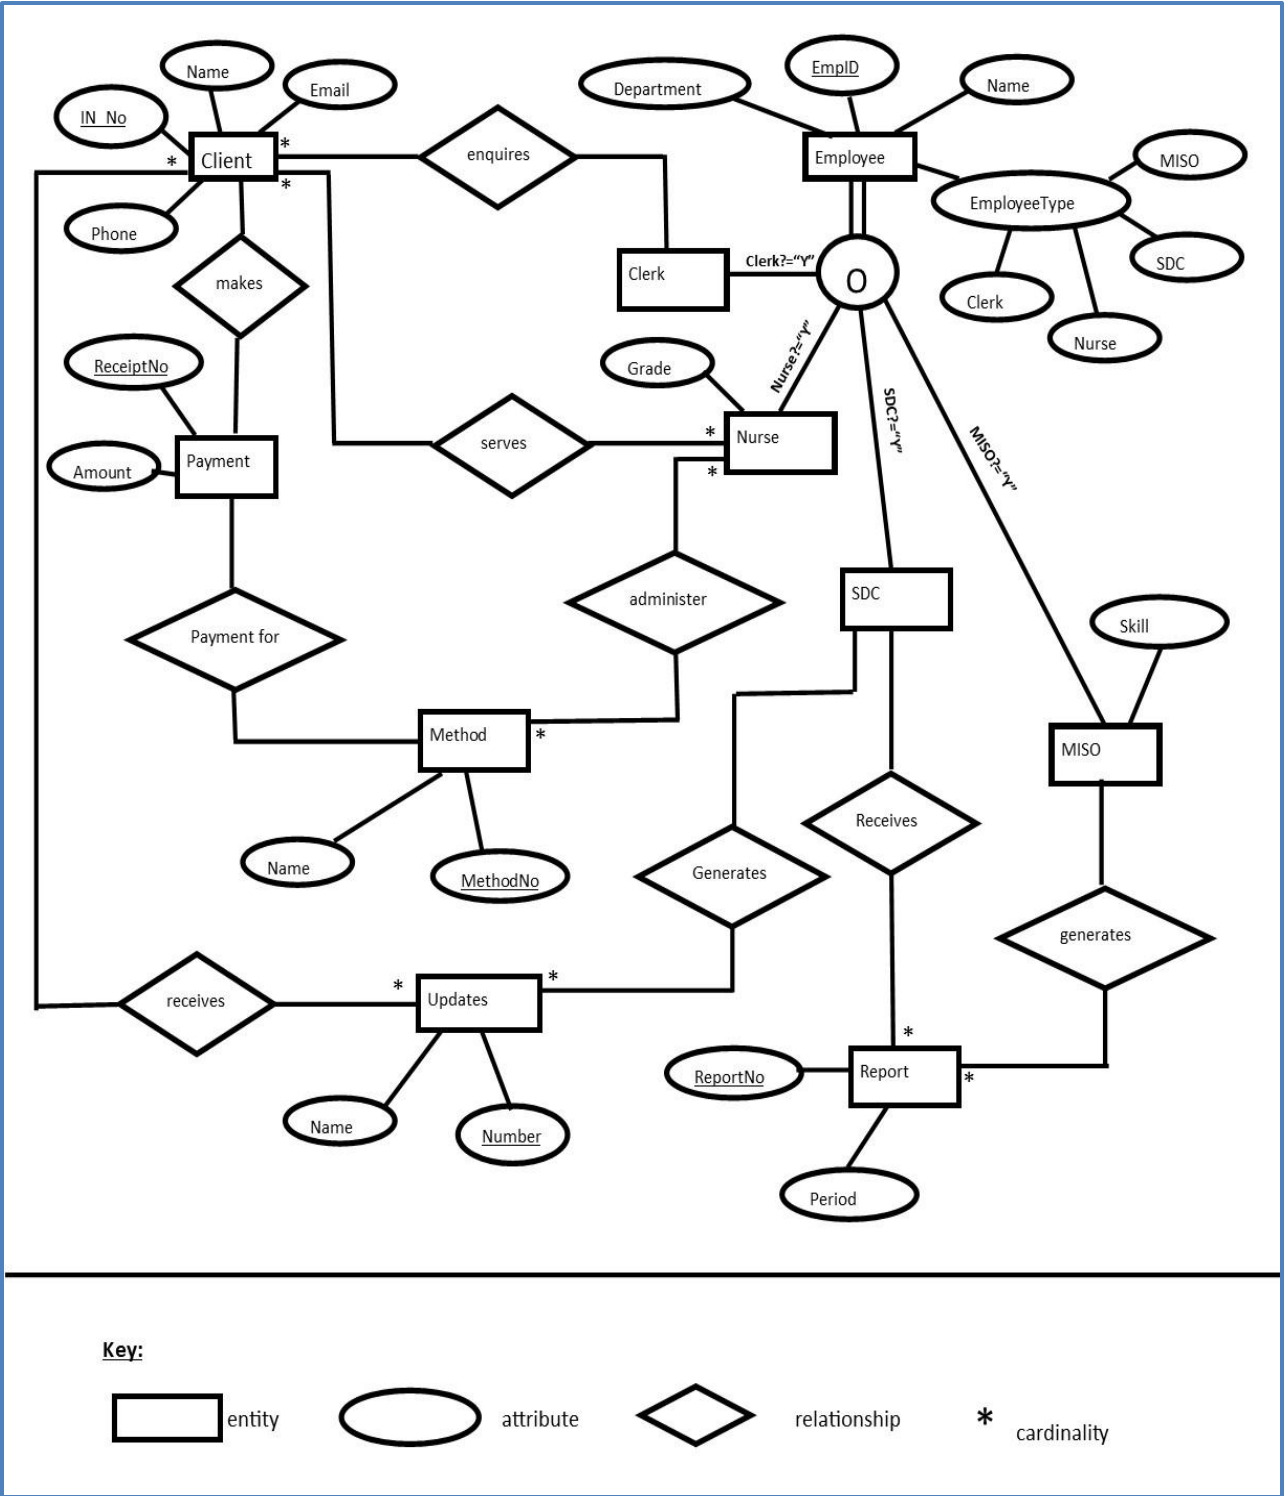 Name
Email
IN_No
Client
*
*
*
Phone
enquires
Department
EmpID
Name
Employee
MISO
EmployeeType
SDC
Clerk
Nurse
Clerk
Clerk?="Y"
O
makes
ReceiptNo
Payment
Amount
Grade
Nurse?="Y"
SDC?="Y"
MISO?="Y"
serves
*
Nurse
*
administer
Payment for
Method
*
Name
MethodNo
SDC
Skill
MISO
Generates
Receives
generates
receives
*
Updates
*
Name
Number
*
ReportNo
Report
*
Period
Key:
entity
attribute
relationship
*
cardinality